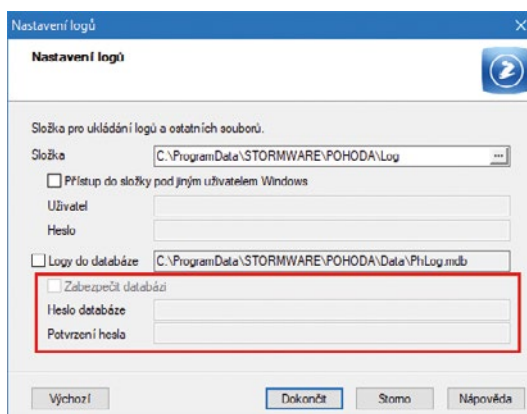 Nastavení logů
Nastavení logů
Složka pro ukládání logů a ostatních souborů.
Složka C:\ProgramData\STORMWARE\POHODA\Log ...
Přístup do složky pod jiným uživatelem Windows
Uživatel
Heslo
Logy do databáze C:\ProgramData\STORMWARE\POHODA\Data\PhLog.mdb
Zabezpečit databázi
Heslo databáze
Potvrzení hesla
Výchozí Dokončit Storno Nápověda